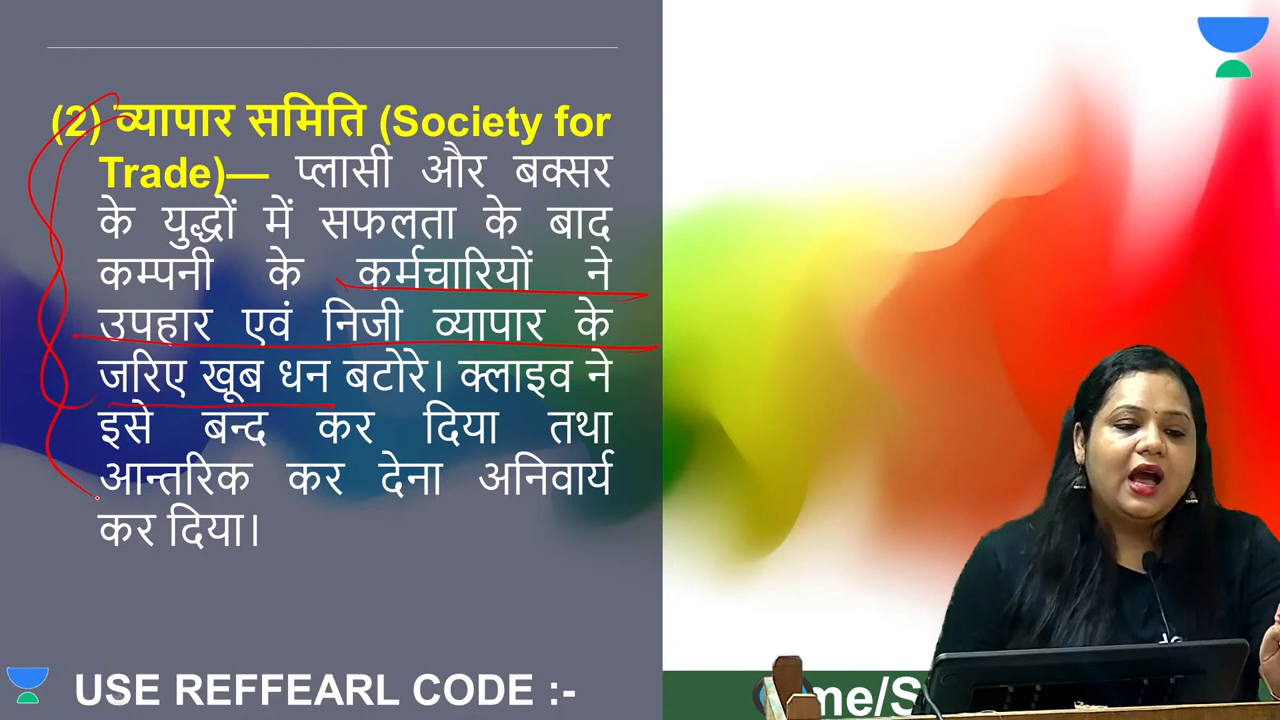 (2) व्यापार समिति (Society for
Trade)— प्लासी और बक्सर
के युद्धों में सफलता के बाद
कम्पनी के कर्मचारियों ने
उपहार एवं निजी व्यापार के
जरिए खूब धन बटोरे। क्लाइव ने
इसे बन्द कर दिया तथा
आन्तरिक कर देना अनिवार्य
कर दिया।
USE REFFEARL CODE :-
me/S